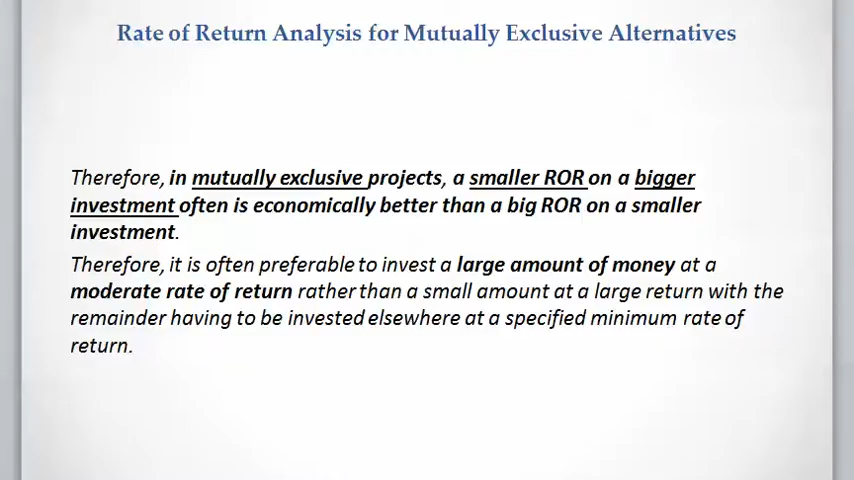 Rate of Return Analysis for Mutually Exclusive Alternatives
Therefore, in mutually exclusive projects, a smaller ROR on a bigger
investment often is economically better than a big ROR on a smaller
investment.
Therefore, it is often preferable to invest a large amount of money at a
moderate rate of return rather than a small amount at a large return with the
remainder having to be invested elsewhere at a specified minimum rate of
return.